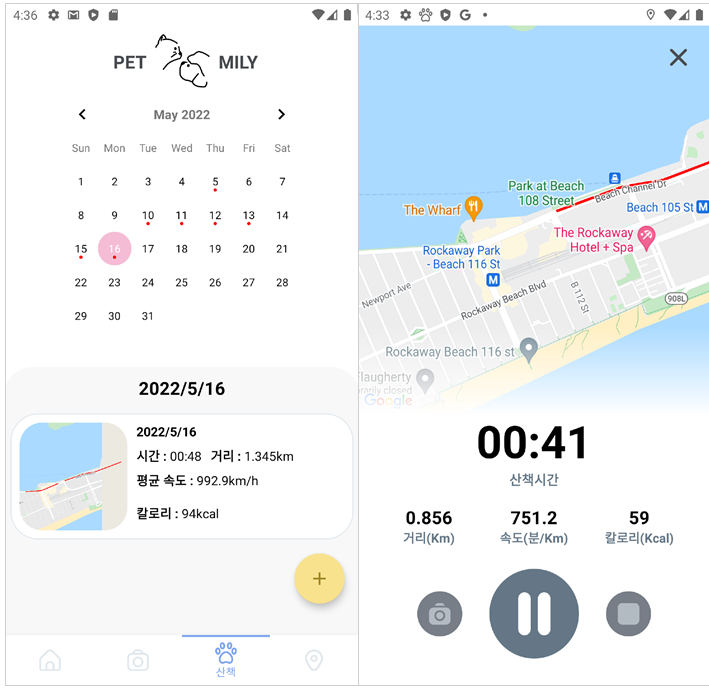 4:36
PET MILY
May 2022
Sun Mon Tue Wed Thu Fri Sat
1 2 3 4 5 6 7
8 9 10 11 12 13 14
15 16 17 18 19 20 21
22 23 24 25 26 27 28
29 30 31
2022/5/16
2022/5/16
시간 : 00:48 거리 : 1.345km
평균 속도 : 992.9m/h
칼로리 : 94kcal
+
산책
4:33
G
Park at Beach
108 Street
Beach Channel Dr
The Wharf
Beach 105 St M
The Rockaway
Hotel + Spa
Rockaway Park
- Beach 116 St
M
Newport Ave
Rockaway Beach Blvd
B 112 St
908L
Rockaway Beach 116 st
Flaugherty
rarily closed
Google
00:41
산책시간
0.856 751.2 59
거리(Km) 속도(분/Km) 칼로리(Kcal)